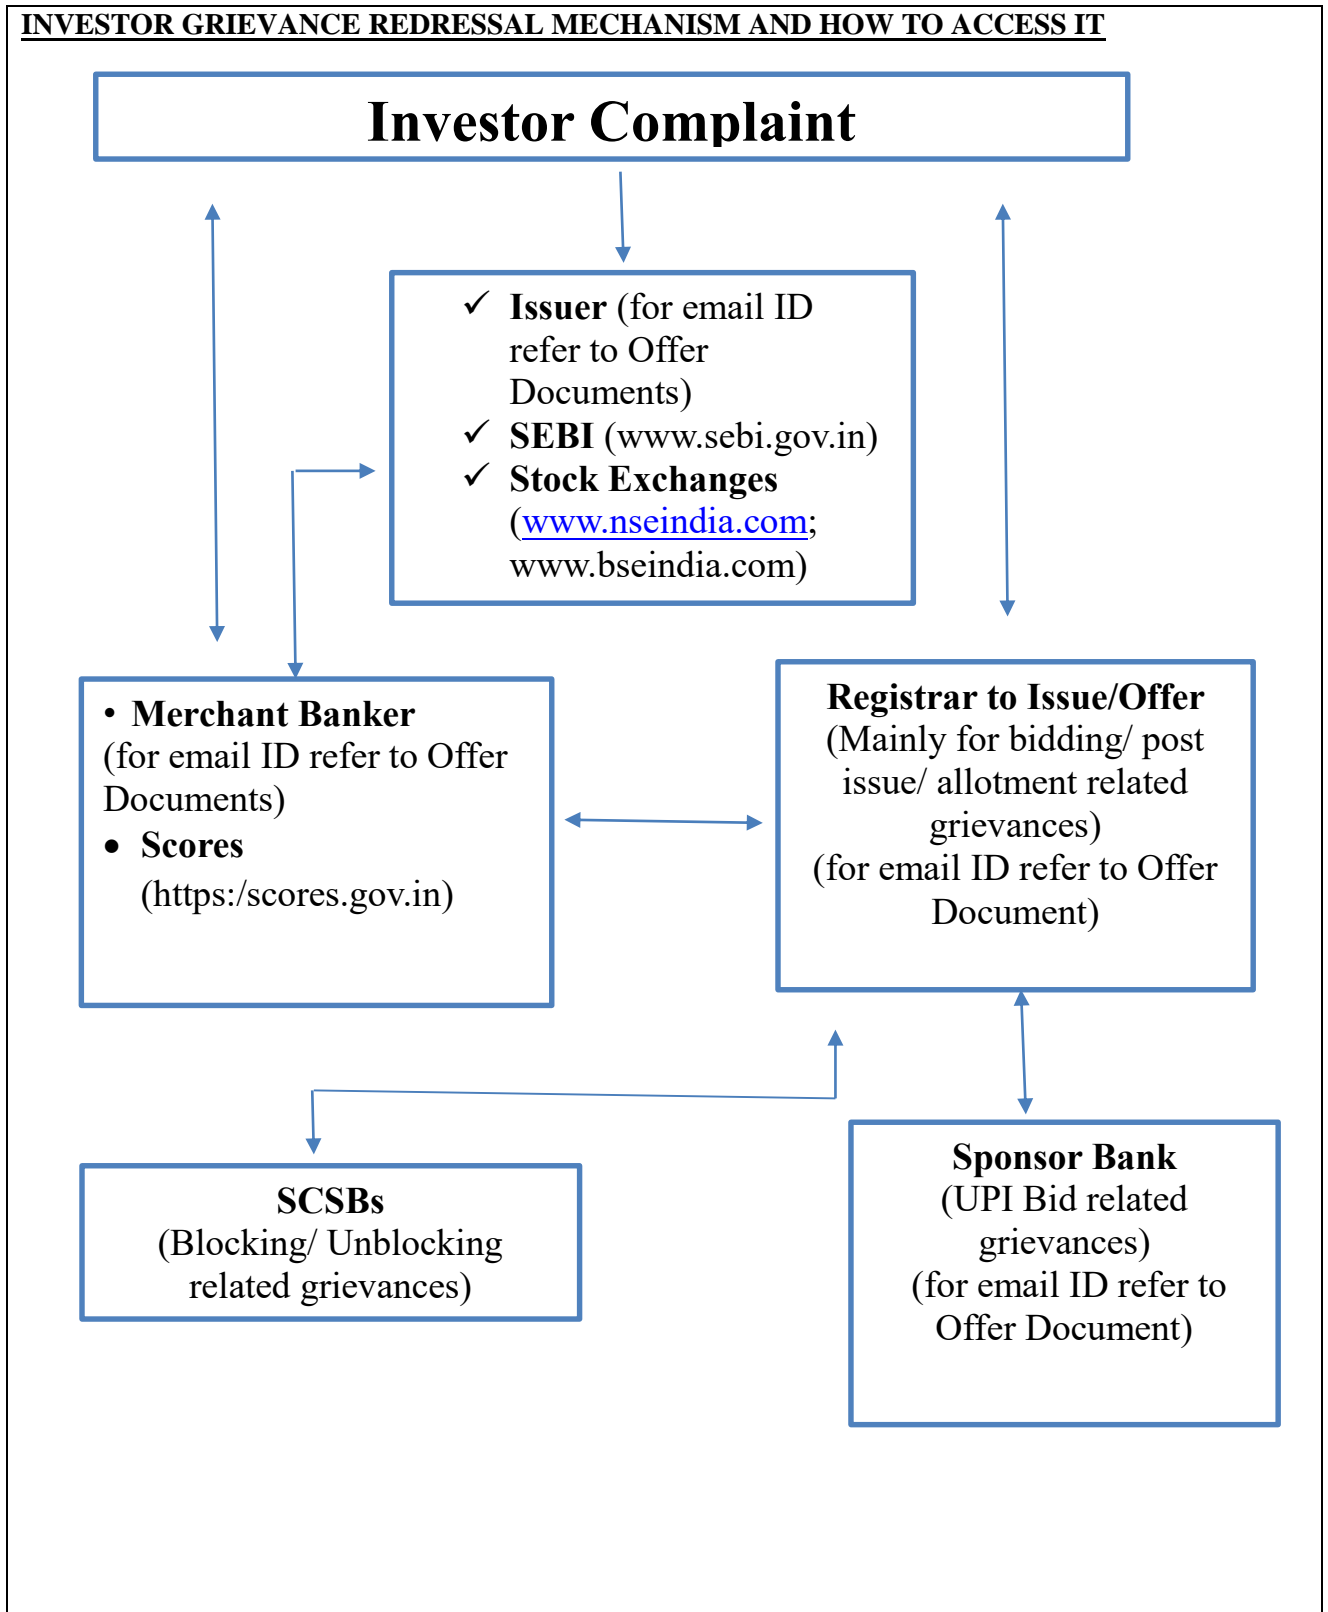 INVESTOR GRIEVANCE REDRESSAL MECHANISM AND HOW TO ACCESS IT
Investor Complaint
✓ Issuer (for email ID
refer to Offer
Documents)
✓ SEBI (www.sebi.gov.in)
✓ Stock Exchanges
(www.nseindia.com;
www.bseindia.com)
• Merchant Banker
(for email ID refer to Offer
Documents)
• Scores
(https:/scores.gov.in)
Registrar to Issue/Offer
(Mainly for bidding/ post
issue/ allotment related
grievances)
(for email ID refer to Offer
Document)
SCSBs
(Blocking/ Unblocking
related grievances)
Sponsor Bank
(UPI Bid related
grievances)
(for email ID refer to
Offer Document)